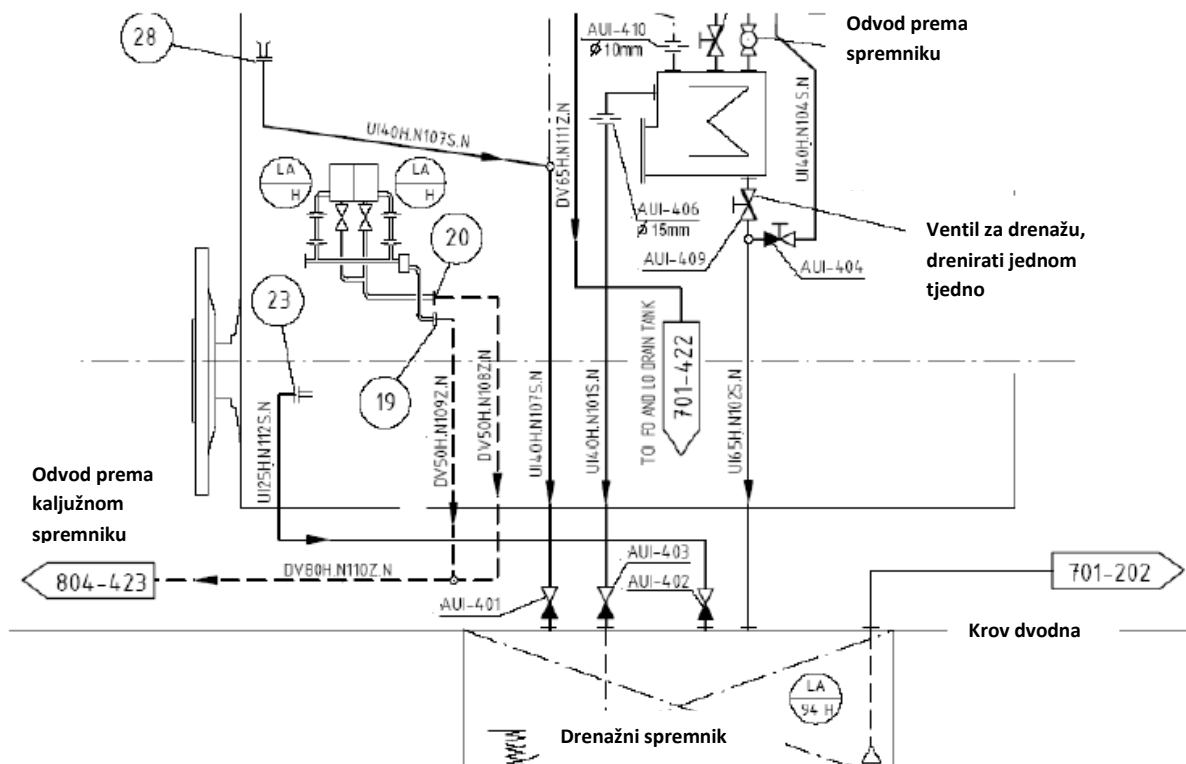 28
AUI-410
Ø 10mm
Odvod prema
spremniku
UI40H.N107S.N
DV65H.N111Z.N
UI40H.N104S.N
LA
H
LA
H
AUI-406
Ø 15mm
AUI-409
AUI-404
Ventil za drenažu,
drenirati jednom
tjedno
20
23
19
TO
FO AND LO DRAIN TANK
701-422
UI25H.N112S.N
DV50H.N109Z.N
DV50H.N108Z.N
UI40H.N107S.N
UI40H.N101S.N
UI65H.N102S.N
Odvod prema
kaljužnom
spremniku
804-423
DV80H.N110Z.N
AUI-403
AUI-402
AUI-401
701-202
Krov dvodna
LA
94 H
Drenažni spremnik